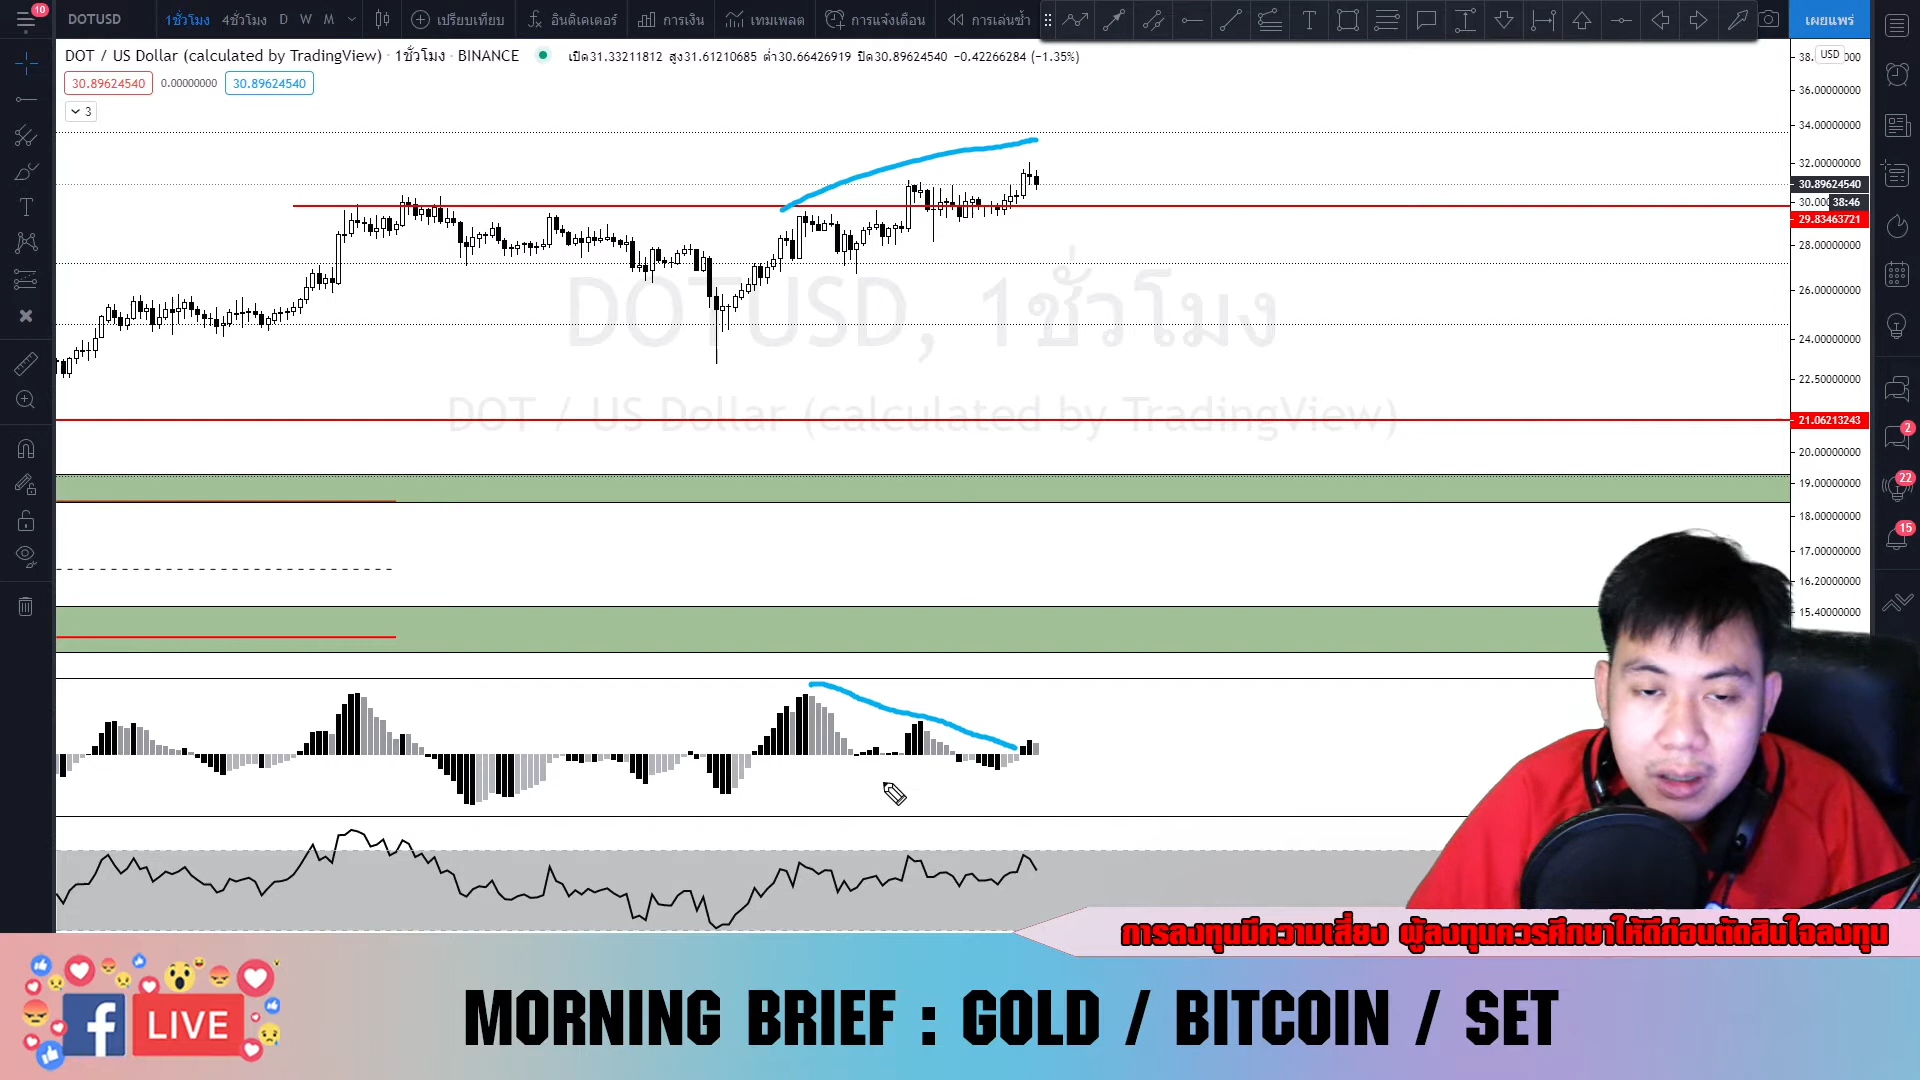 10
DOTUSD
1ชั่วโมง
4ชั่วโมง
D
W
M
เปรียบเทียบ
อินดิเคเตอร์
การเงิน
เทมเพลต
การแจ้งเตือน
การเล่นซ้ำ
เผยแพร่
DOT / US Dollar (calculated by TradingView) · 1ชั่วโมง · BINANCE
เปิด31.33211812 สูง31.61210685 ต่ำ30.66426919 ปิด30.89624540 −0.42266284 (−1.35%)
30.89624540
0.00000000
30.89624540
3
USD
36.00000000
34.00000000
32.00000000
30.89624540
38:46
29.83463721
28.00000000
26.00000000
24.00000000
22.50000000
21.06213243
20.00000000
19.00000000
18.00000000
17.00000000
16.20000000
15.40000000
DOTUSD, 1ชั่วโมง
DOT / US Dollar (calculated by TradingView)
2
22
15
การลงทุนมีความเสี่ยง ผู้ลงทุนควรศึกษาให้ดีก่อนตัดสินใจลงทุน
f LIVE
MORNING BRIEF : GOLD / BITCOIN / SET